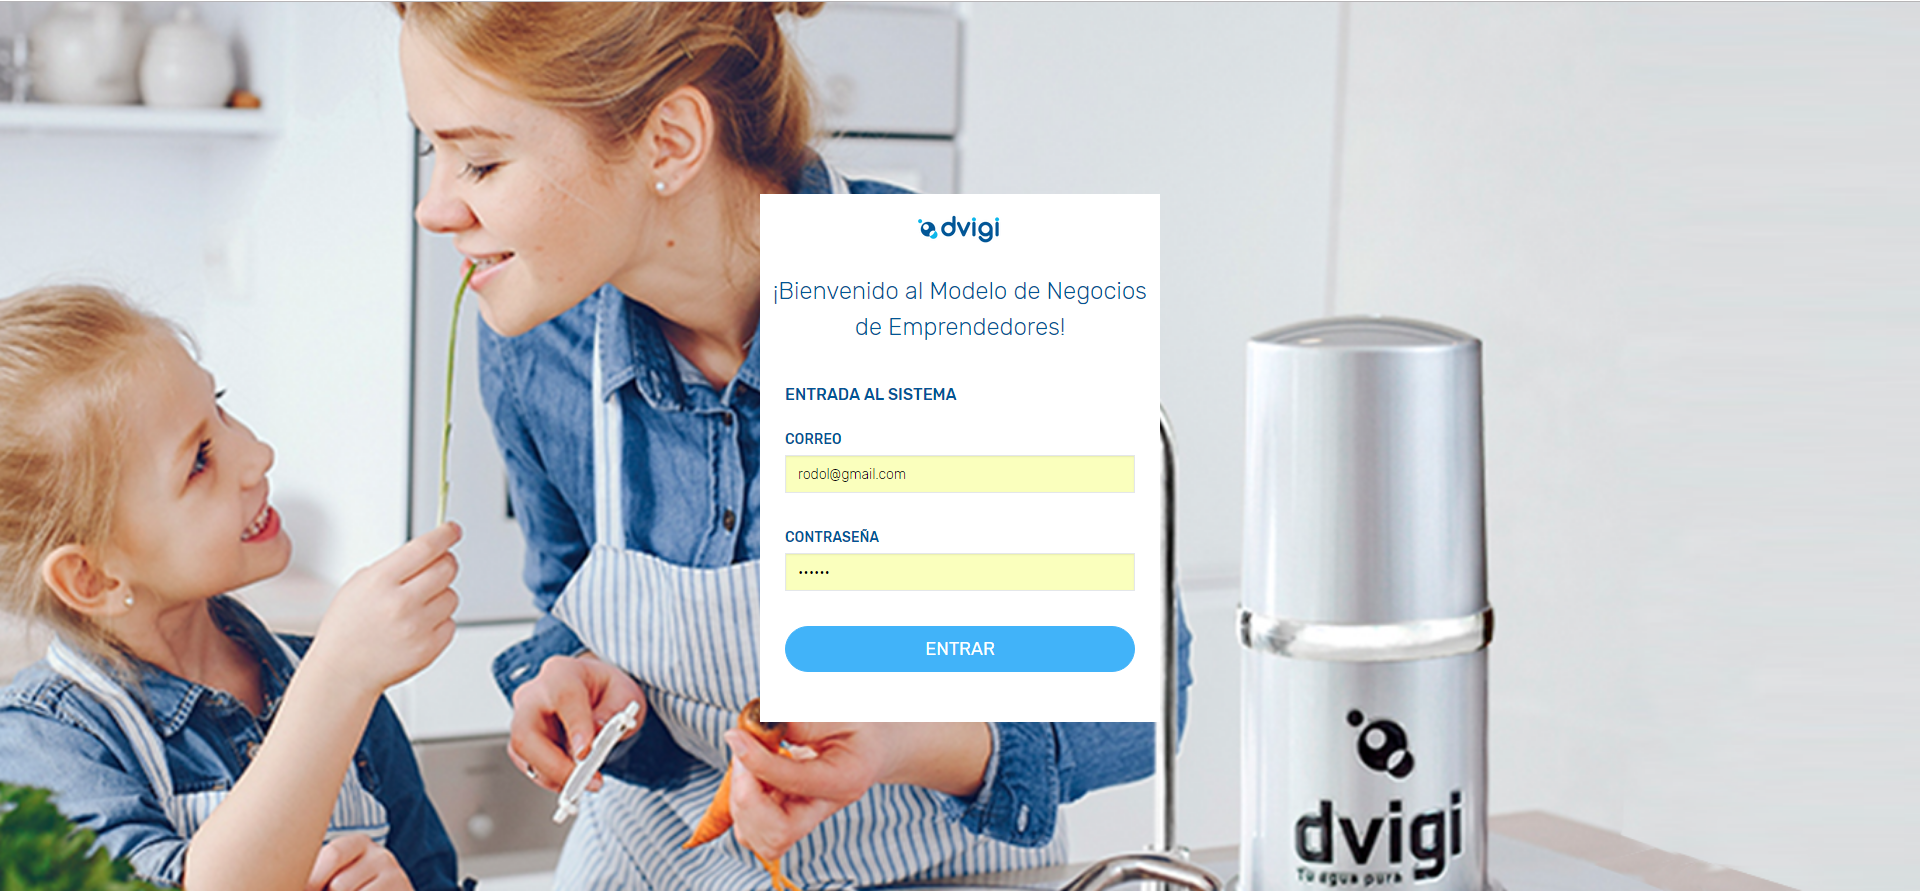 dvigi
¡Bienvenido al Modelo de Negocios
de Emprendedores!
ENTRADA AL SISTEMA
CORREO
rodol@gmail.com
CONTRASEÑA
••••••
ENTRAR
dvigi
Tu agua pura